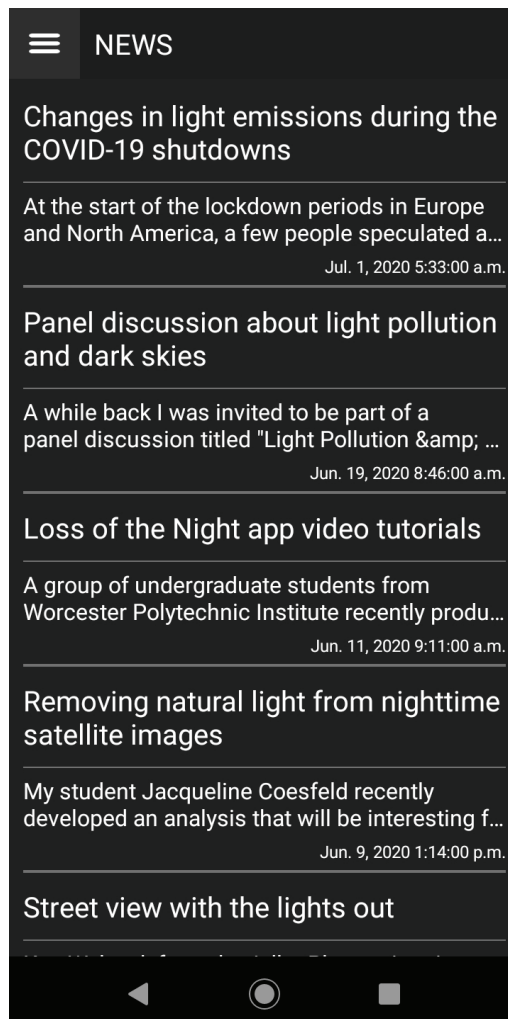 NEWS
Changes in light emissions during the
COVID-19 shutdowns
At the start of the lockdown periods in Europe
and North America, a few people speculated a...
Jul. 1, 2020 5:33:00 a.m.
Panel discussion about light pollution
and dark skies
A while back I was invited to be part of a
panel discussion titled "Light Pollution &amp; ...
Jun. 19, 2020 8:46:00 a.m.
Loss of the Night app video tutorials
A group of undergraduate students from
Worcester Polytechnic Institute recently produ...
Jun. 11, 2020 9:11:00 a.m.
Removing natural light from nighttime
satellite images
My student Jacqueline Coesfeld recently
developed an analysis that will be interesting f...
Jun. 9, 2020 1:14:00 p.m.
Street view with the lights out